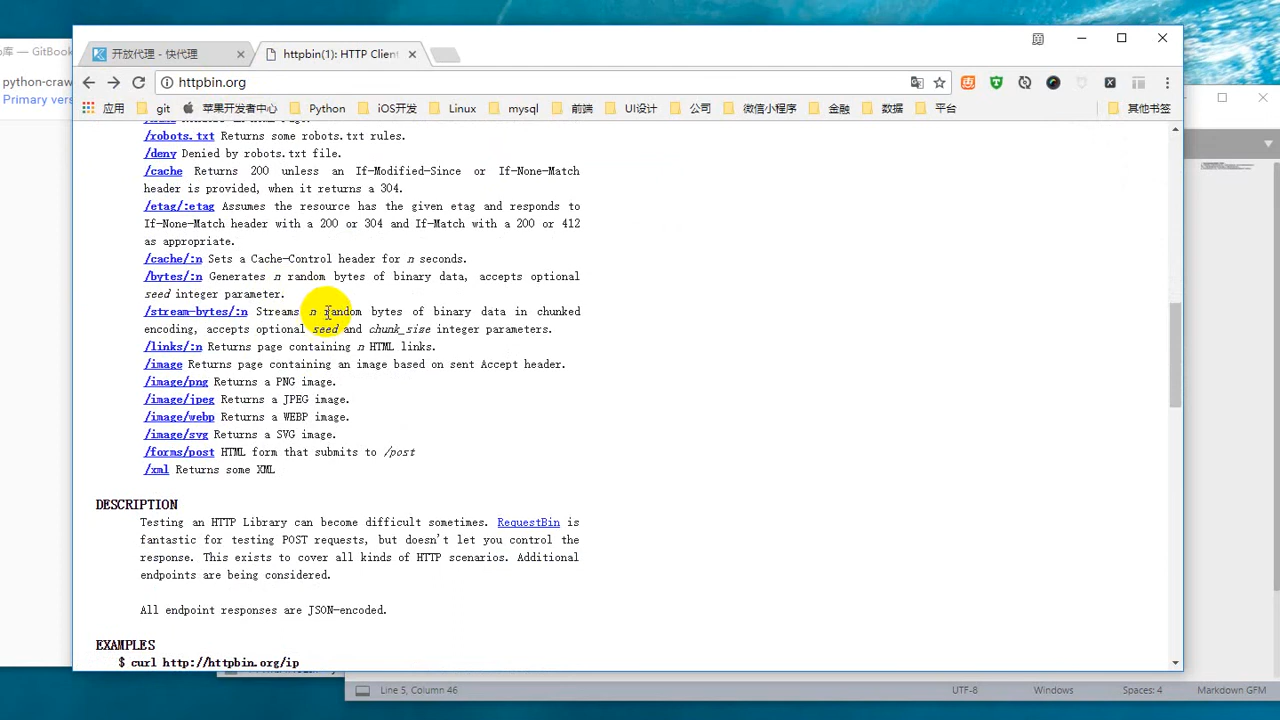 开放代理 - 快代理
httpbin(1): HTTP Client
库 — GitBook
httpbin.org
python-craw
Primary vers
应用 git 苹果开发者中心 Python iOS开发 Linux mysql 前端 UI设计 公司 微信小程序 金融 数据 平台 其他书签
/robots.txt Returns some robots.txt rules.
/deny Denied by robots.txt file.
/cache Returns 200 unless an If-Modified-Since or If-None-Match
header is provided, when it returns a 304.
/etag/:etag Assumes the resource has the given etag and responds to
If-None-Match header with a 200 or 304 and If-Match with a 200 or 412
as appropriate.
/cache/:n Sets a Cache-Control header for n seconds.
/bytes/:n Generates n random bytes of binary data, accepts optional
seed integer parameter.
/stream-bytes/:n Streams n random bytes of binary data in chunked
encoding, accepts optional seed and chunk_size integer parameters.
/links/:n Returns page containing n HTML links.
/image Returns page containing an image based on sent Accept header.
/image/png Returns a PNG image.
/image/jpeg Returns a JPEG image.
/image/webp Returns a WEBP image.
/image/svg Returns a SVG image.
/forms/post HTML form that submits to /post
/xml Returns some XML
DESCRIPTION
Testing an HTTP Library can become difficult sometimes. RequestBin is
fantastic for testing POST requests, but doesn't let you control the
response. This exists to cover all kinds of HTTP scenarios. Additional
endpoints are being considered.
All endpoint responses are JSON-encoded.
EXAMPLES
$ curl http://httpbin.org/ip
Line 5, Column 46 UTF-8 Windows Spaces: 4 Markdown GFM